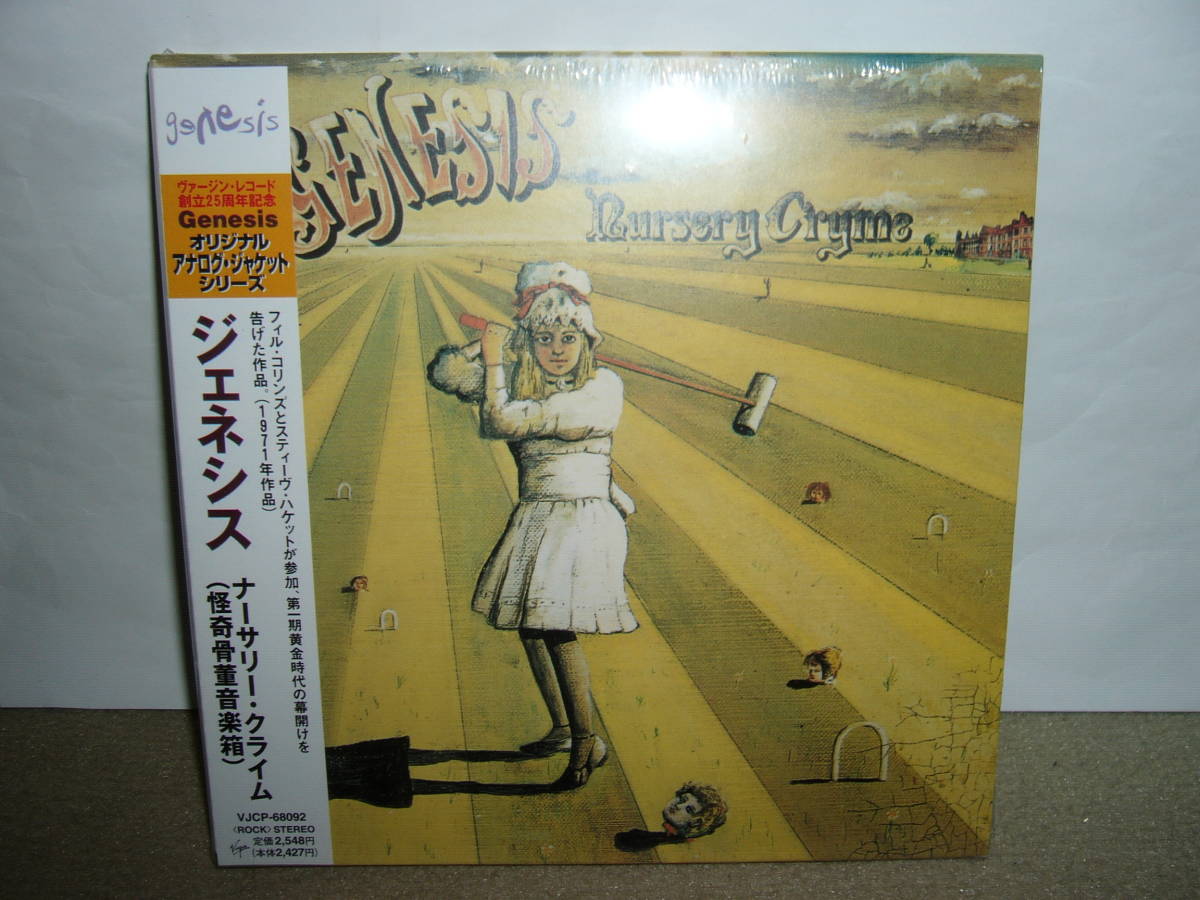 genesis
ヴァージン・レコード
創立25周年記念
Genesis
オリジナル
アナログ・ジャケット
シリーズ
フィル・コリンズとスティーヴ・ハケットが参加、第一期黄金時代の幕開けを
告げた作品。(1971年作品)
ジェネシス
ナーサリー・クライム
(怪奇骨董音楽箱)
VJCP-68092
〈ROCK〉STEREO
定価2,548円
(本体2,427円)
Virgin
GENESIS
Nursery Cryme